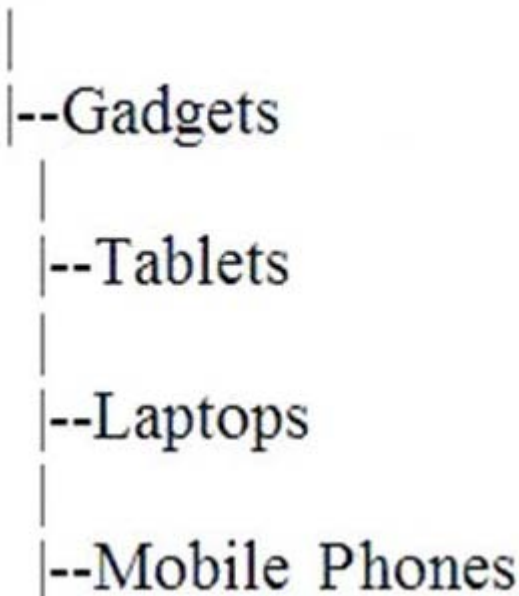 |
|--Gadgets
|
|--Tablets
|
|--Laptops
|
|--Mobile Phones